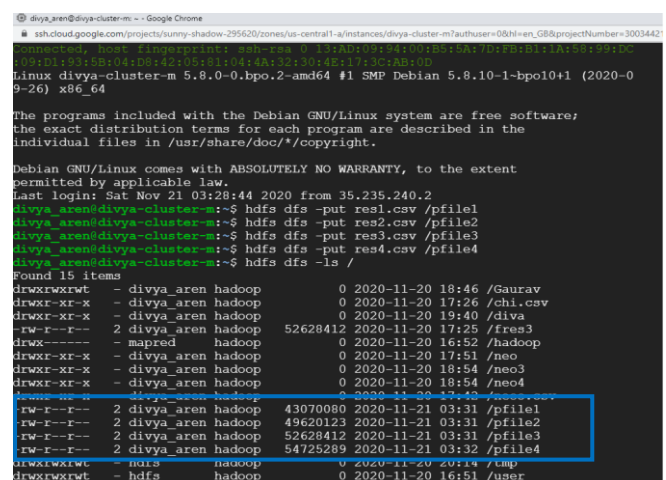 divya_aren@divya-cluster-m: ~ - Google Chrome
ssh.cloud.google.com/projects/sunny-shadow-295620/zones/us-central1-a/instances/divya-cluster-m?authuser=0&hl=en_GB&projectNumber=30034421
Connected, host fingerprint: ssh-rsa 0 13:AD:09:94:00:B5:5A:7D:FB:B1:1A:58:99:DC
:09:D1:93:5B:04:D8:42:05:81:04:4A:32:30:4E:17:3C:AB:0D
Linux divya-cluster-m 5.8.0-0.bpo.2-amd64 #1 SMP Debian 5.8.10-1~bpo10+1 (2020-0
9-26) x86_64
The programs included with the Debian GNU/Linux system are free software;
the exact distribution terms for each program are described in the
individual files in /usr/share/doc/*/copyright.
Debian GNU/Linux comes with ABSOLUTELY NO WARRANTY, to the extent
permitted by applicable law.
Last login: Sat Nov 21 03:28:44 2020 from 35.235.240.2
divya_aren@divya-cluster-m:~$ hdfs dfs -put res1.csv /pfile1
divya_aren@divya-cluster-m:~$ hdfs dfs -put res2.csv /pfile2
divya_aren@divya-cluster-m:~$ hdfs dfs -put res3.csv /pfile3
divya_aren@divya-cluster-m:~$ hdfs dfs -put res4.csv /pfile4
divya_aren@divya-cluster-m:~$ hdfs dfs -ls /
Found 15 items
drwxrwxrwt - divya_aren hadoop 0 2020-11-20 18:46 /Gaurav
drwxr-xr-x - divya_aren hadoop 0 2020-11-20 17:26 /chi.csv
drwxr-xr-x - divya_aren hadoop 0 2020-11-20 19:40 /diva
-rw-r--r-- 2 divya_aren hadoop 52628412 2020-11-20 17:25 /fres3
drwx------ - mapred hadoop 0 2020-11-20 16:52 /hadoop
drwxr-xr-x - divya_aren hadoop 0 2020-11-20 17:51 /neo
drwxr-xr-x - divya_aren hadoop 0 2020-11-20 18:54 /neo3
drwxr-xr-x - divya_aren hadoop 0 2020-11-20 18:54 /neo4
-rw-r--r-- 2 divya_aren hadoop 43070080 2020-11-21 03:31 /pfile1
-rw-r--r-- 2 divya_aren hadoop 49620123 2020-11-21 03:31 /pfile2
-rw-r--r-- 2 divya_aren hadoop 52628412 2020-11-21 03:31 /pfile3
-rw-r--r-- 2 divya_aren hadoop 54725289 2020-11-21 03:32 /pfile4
drwxrwxrwt - hdfs hadoop 0 2020-11-20 20:14 /tmp
drwxrwxrwt - hdfs hadoop 0 2020-11-20 16:51 /user